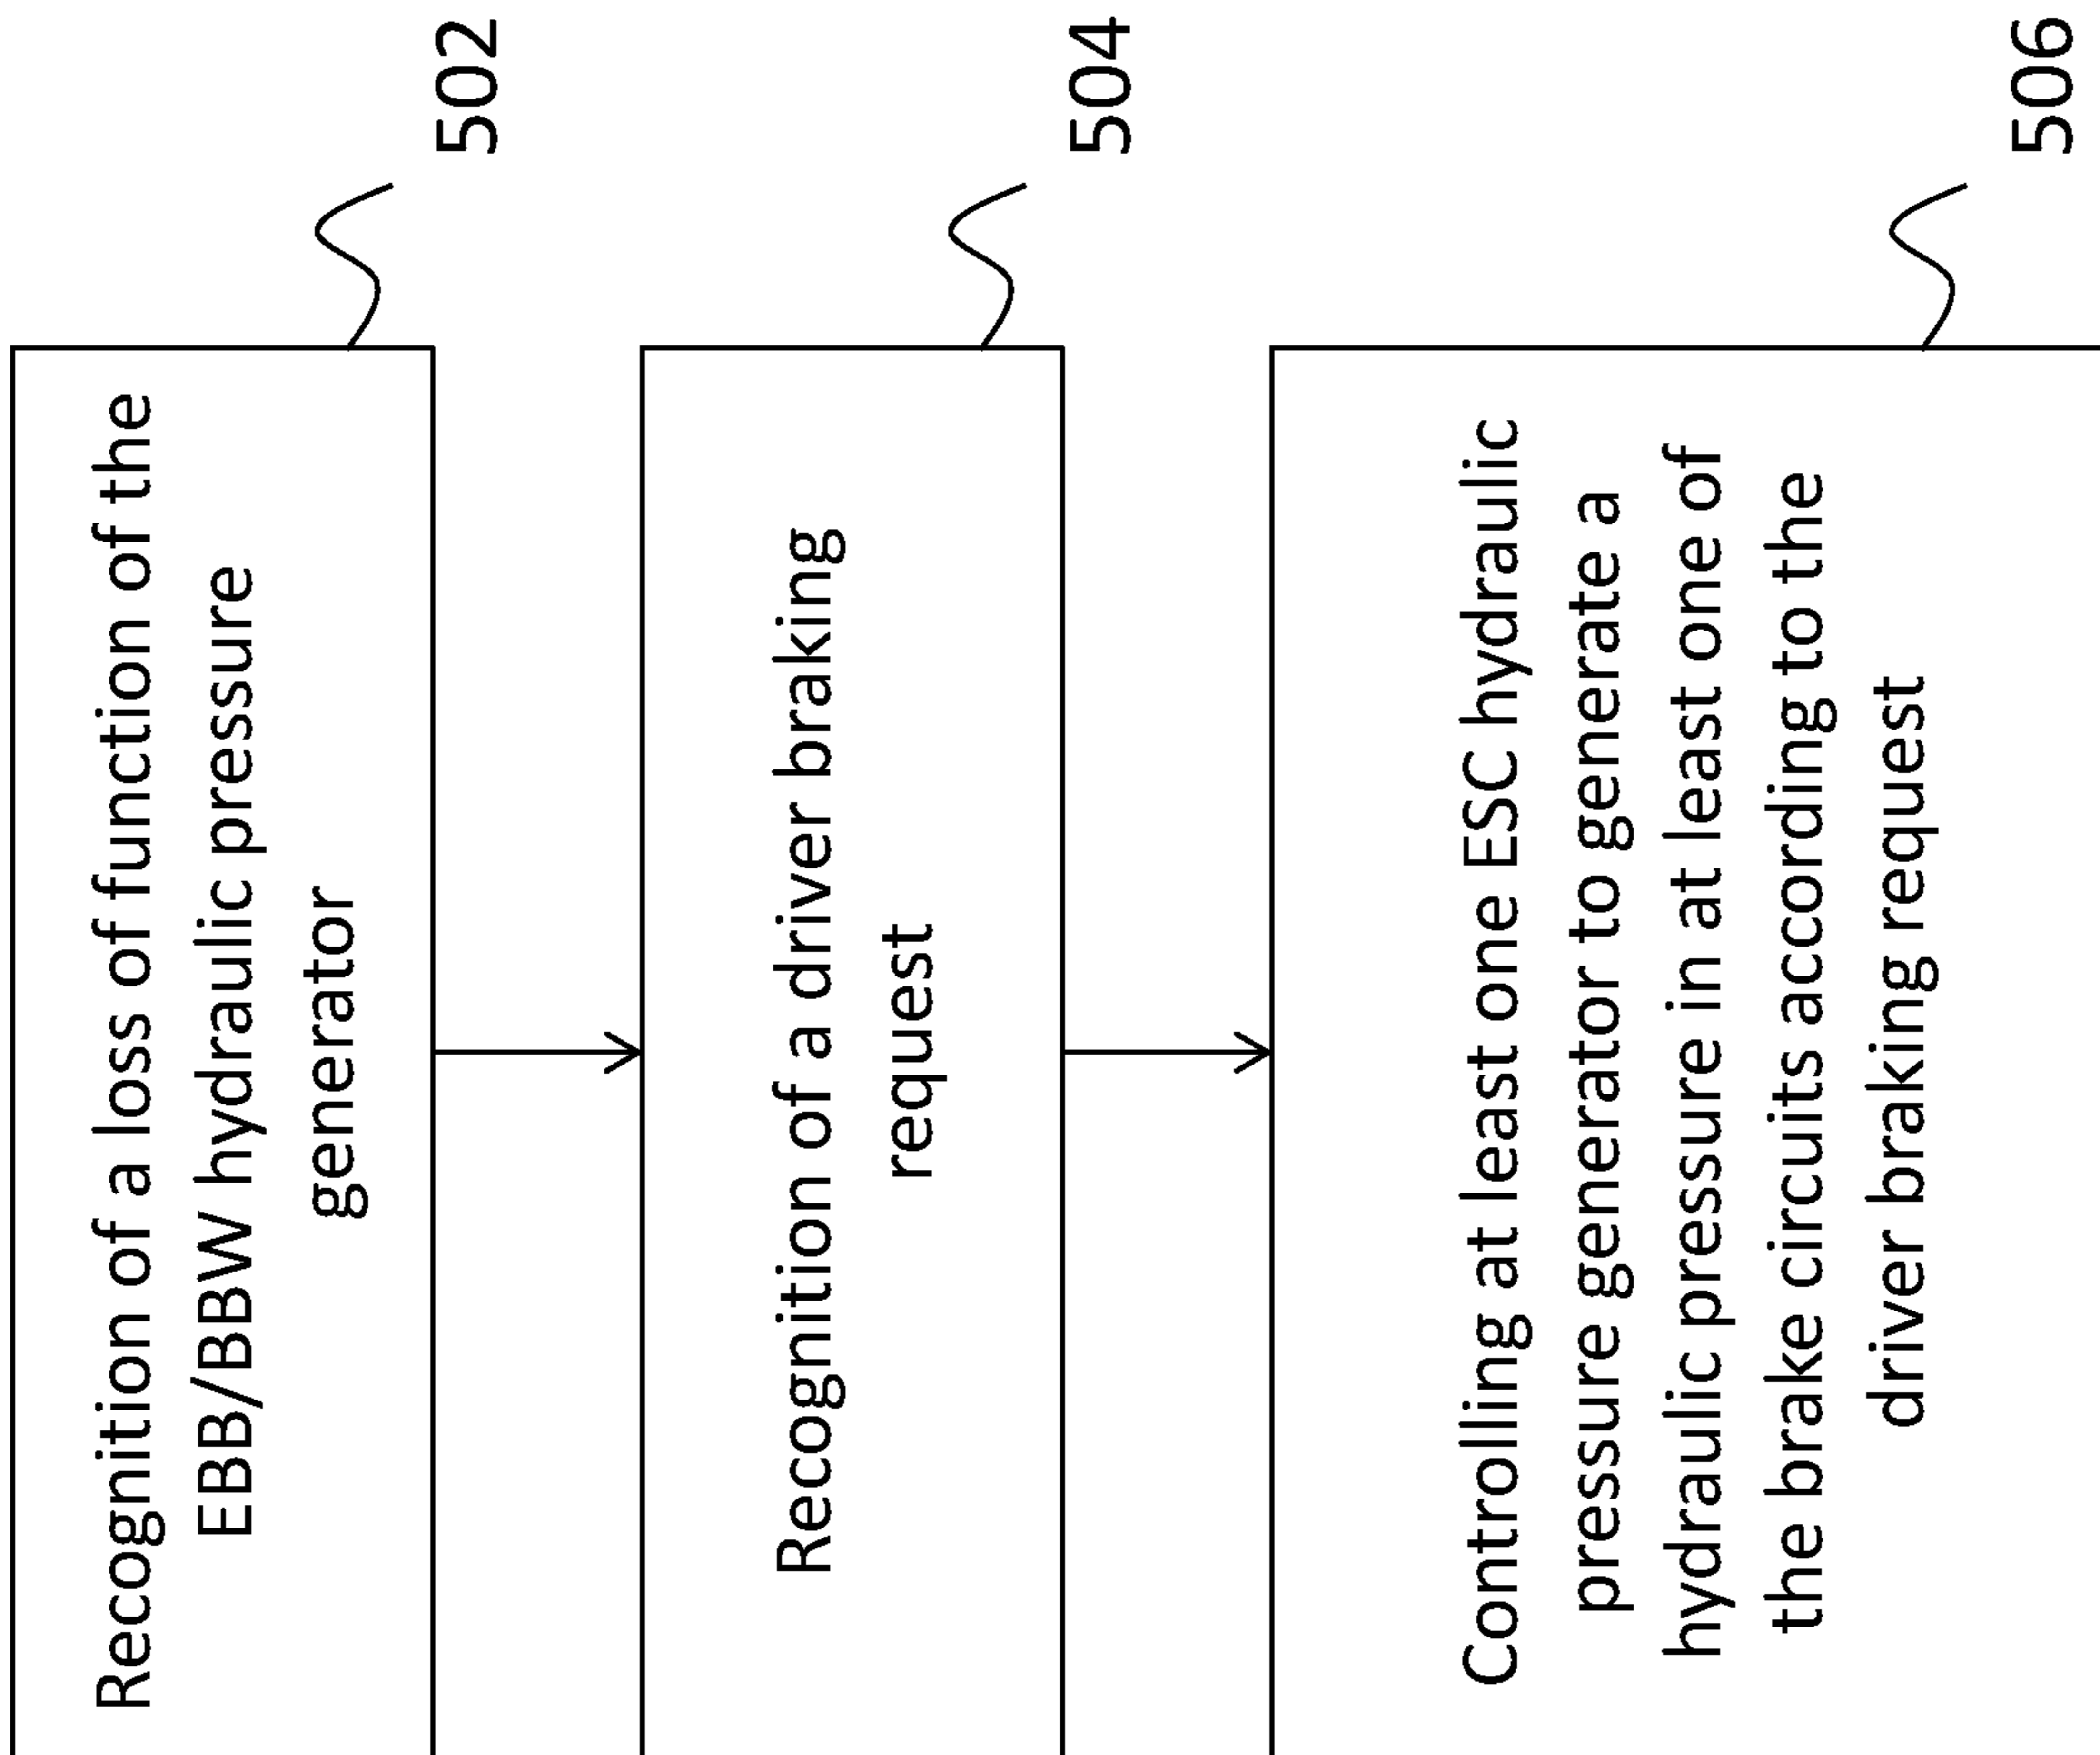 Recognition of a loss of function of the
EBB/BBW hydraulic pressure
generator
502
Recognition of a driver braking
request
504
Controlling at least one ESC hydraulic
pressure generator to generate a
hydraulic pressure in at least one of
the brake circuits according to the
driver braking request
506